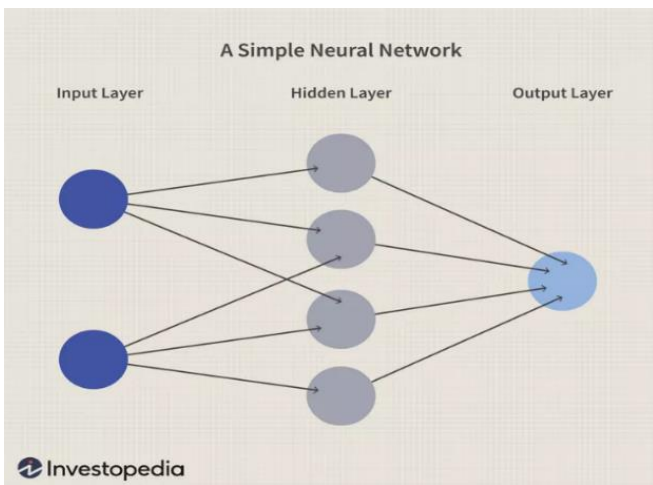 A Simple Neural Network
Input Layer
Hidden Layer
Output Layer
Investopedia